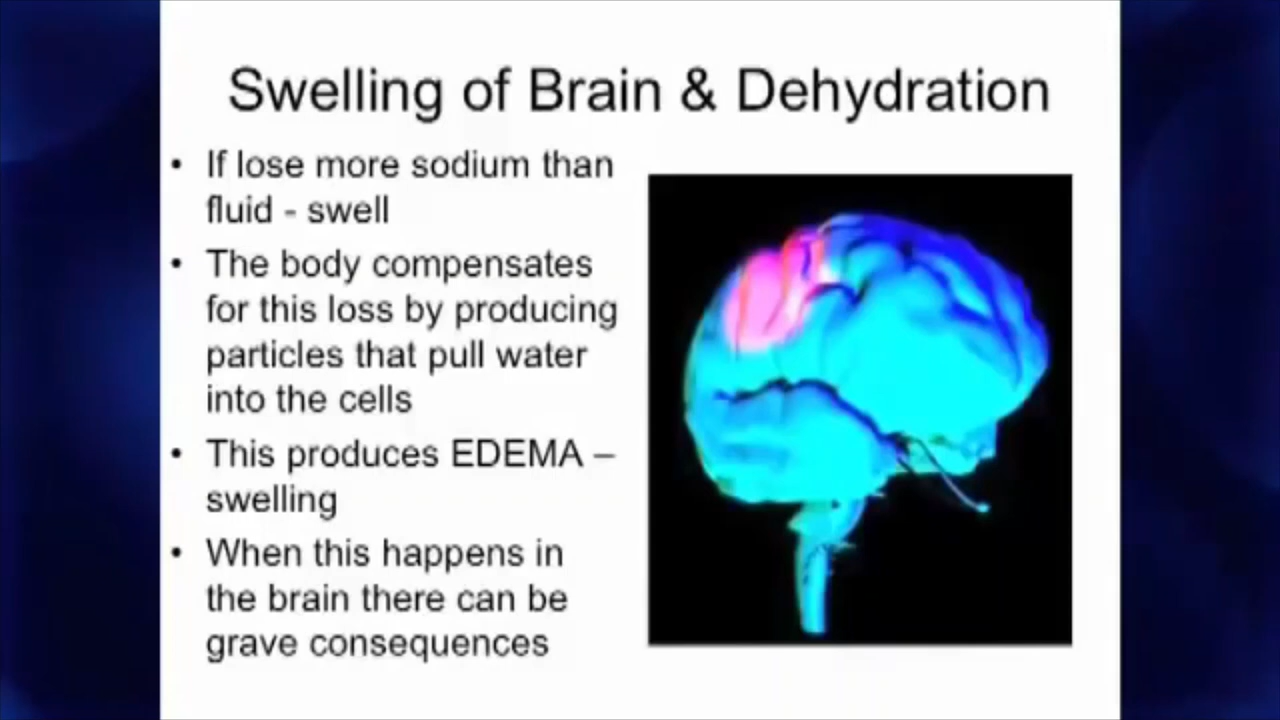 Swelling of Brain & Dehydration
• If lose more sodium than
fluid - swell
• The body compensates
for this loss by producing
particles that pull water
into the cells
• This produces EDEMA –
swelling
• When this happens in
the brain there can be
grave consequences